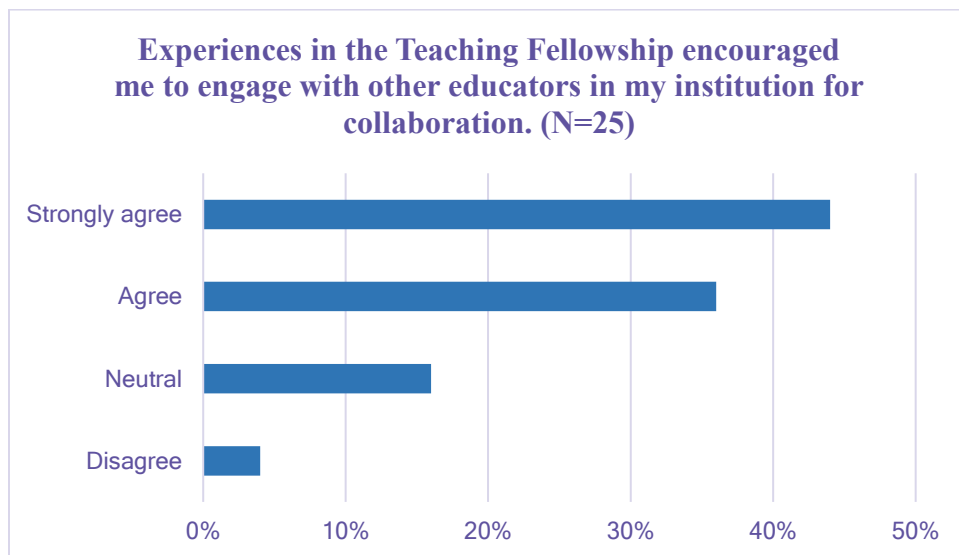 Experiences in the Teaching Fellowship encouraged
me to engage with other educators in my institution for
collaboration. (N=25)
Strongly agree
Agree
Neutral
Disagree
0% 10% 20% 30% 40% 50%